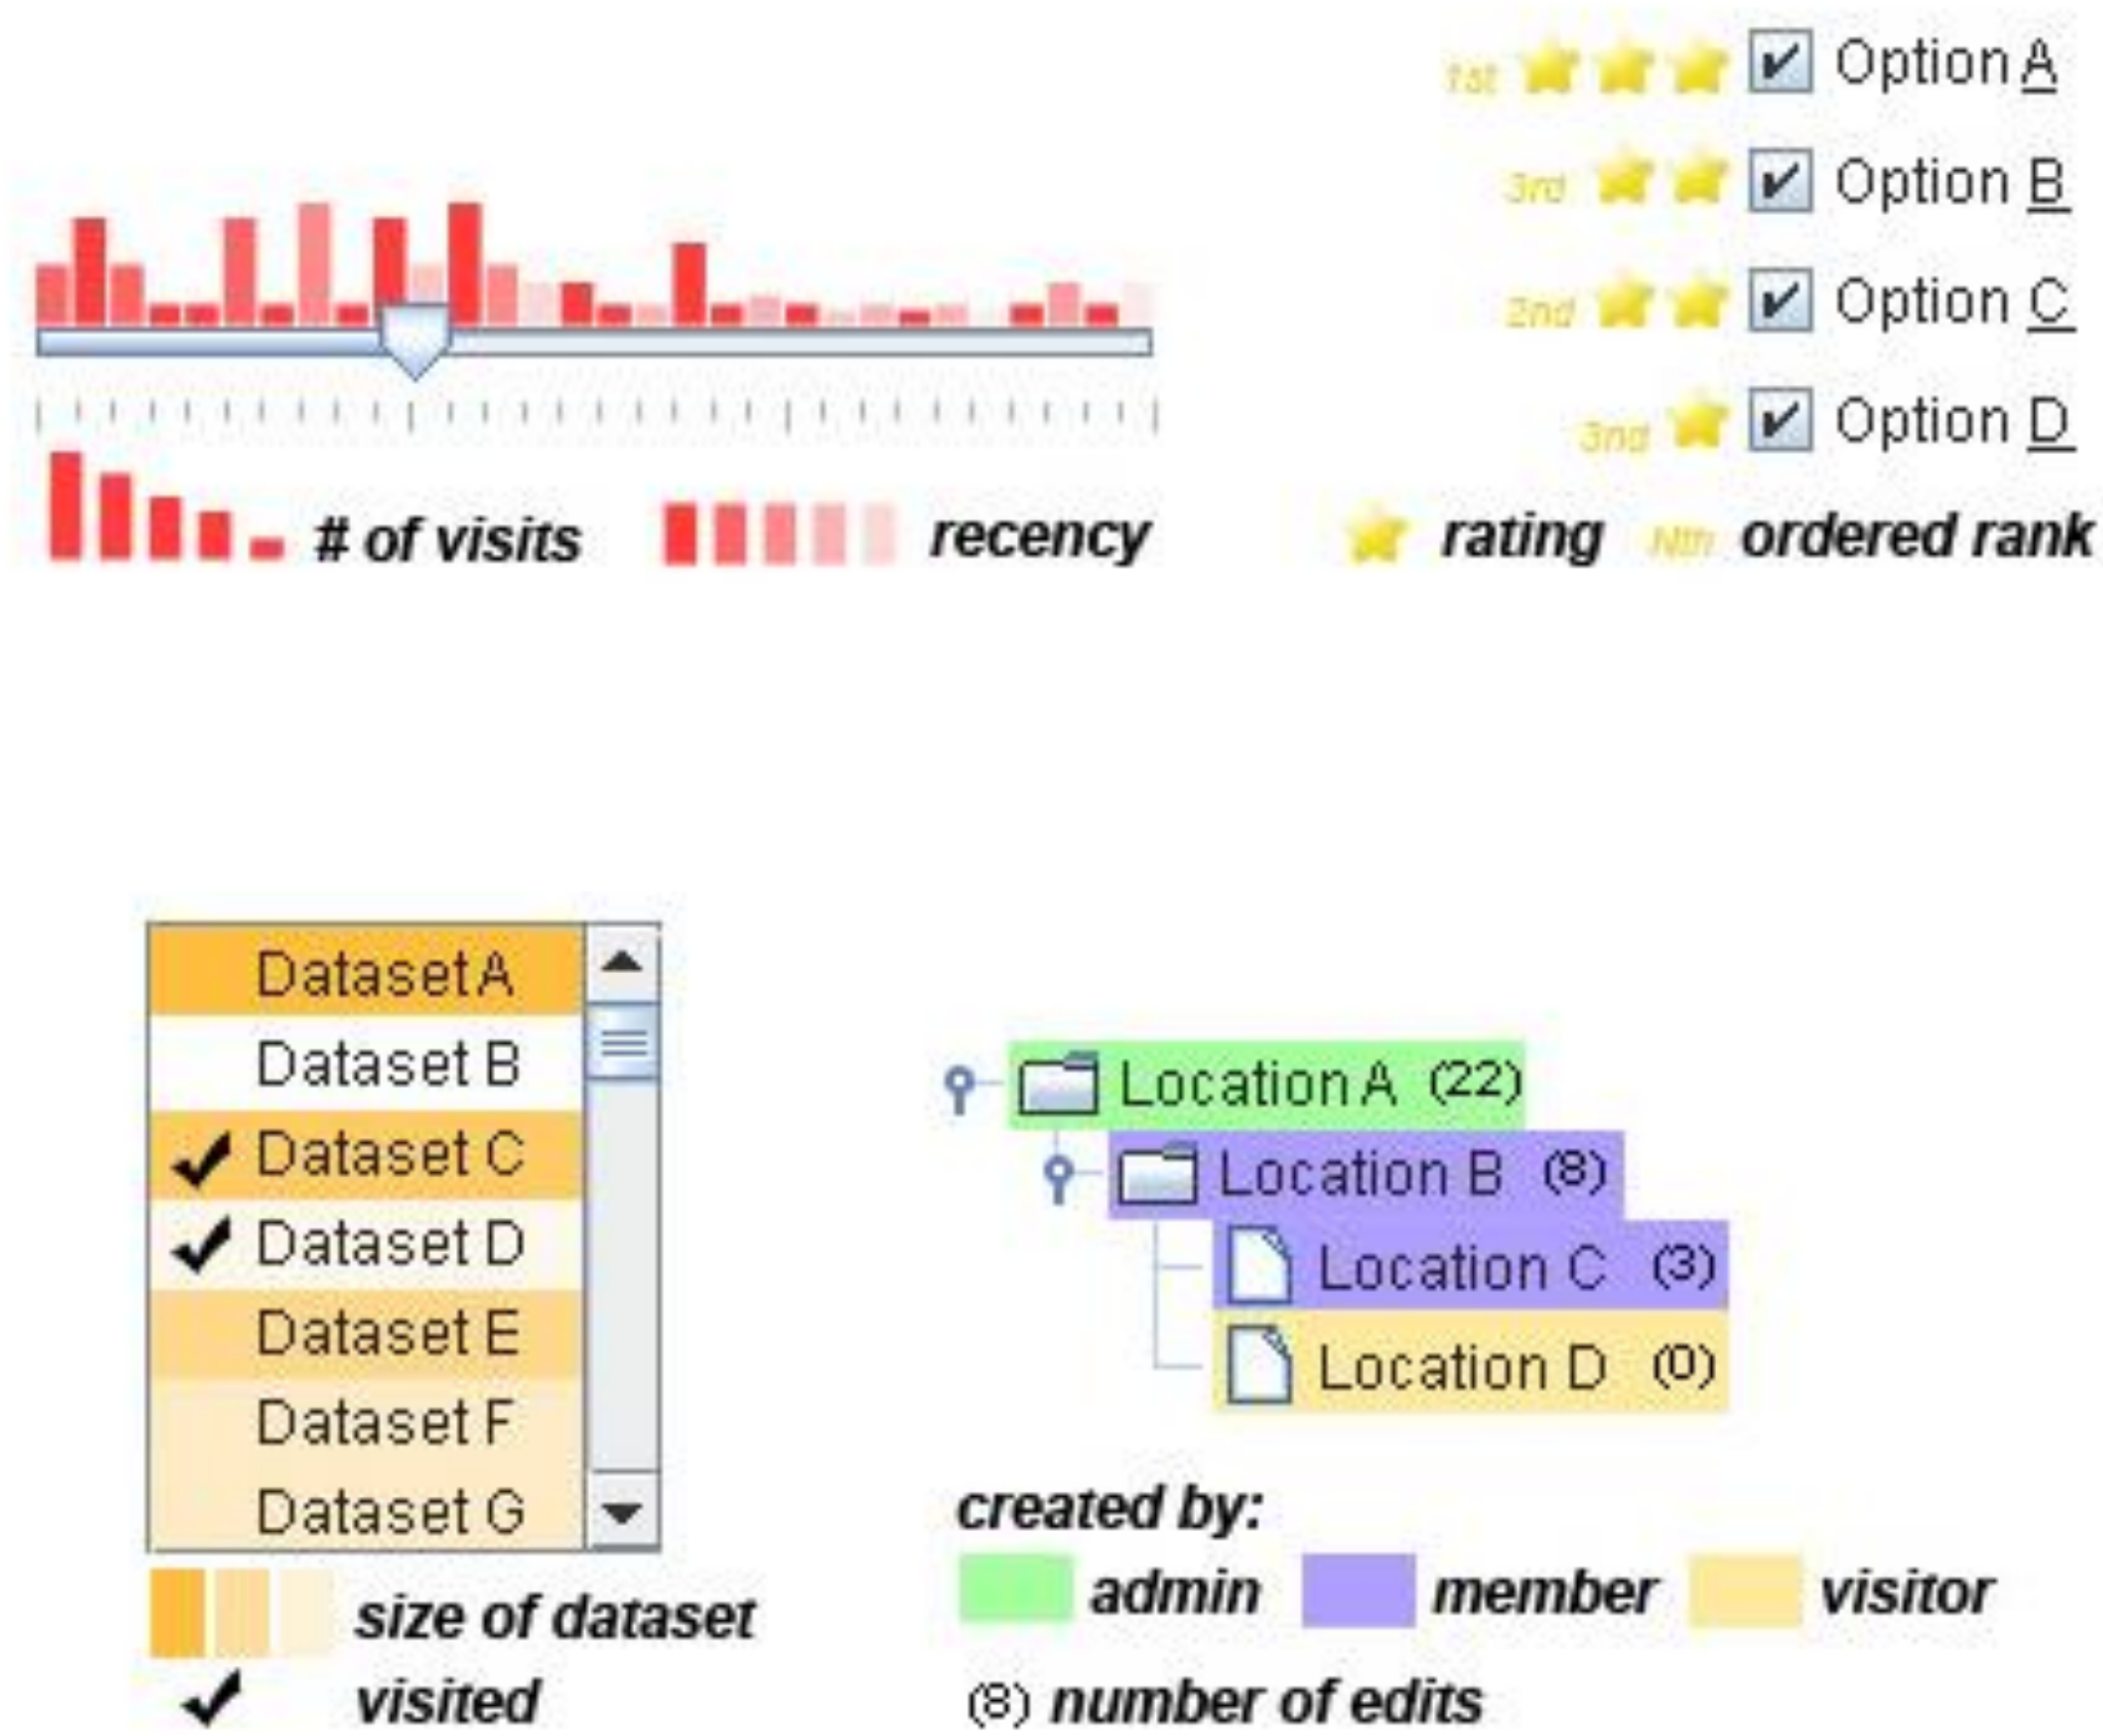 1st Option A
3rd Option B
2nd Option C
3nd Option D
# of visits
recency
rating
Nth ordered rank
Dataset A
Dataset B
Dataset C
Dataset D
Dataset E
Dataset F
Dataset G
size of dataset
visited
Location A (22)
Location B (8)
Location C (3)
Location D (0)
created by:
admin member visitor
(8) number of edits